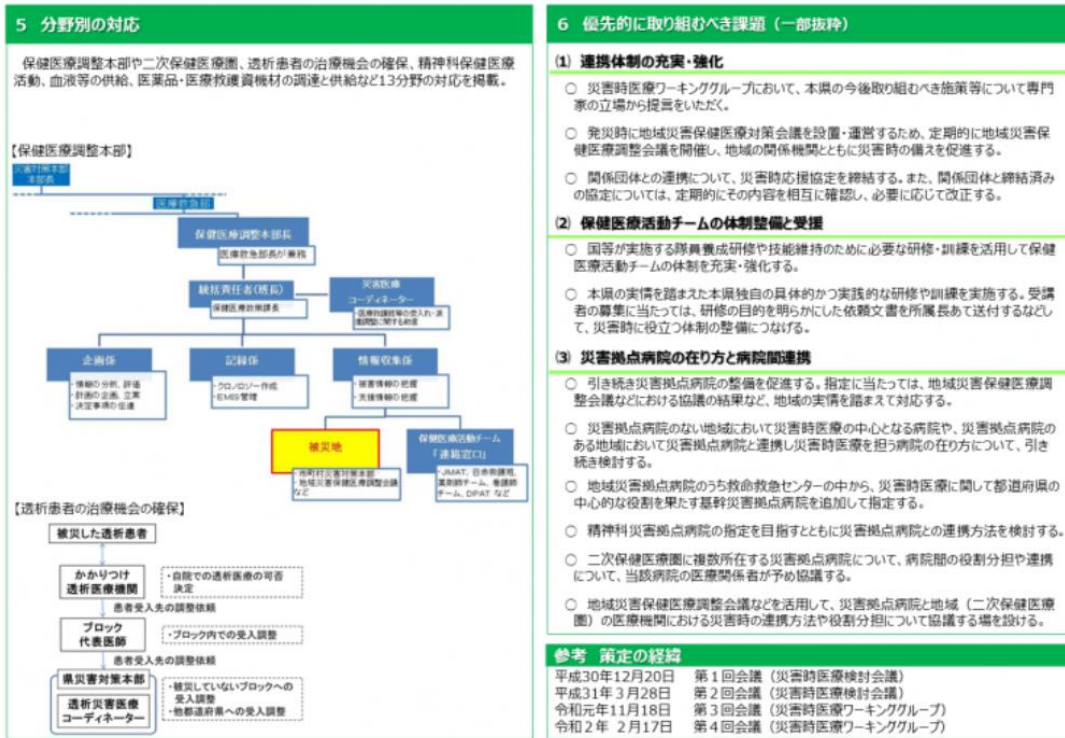 5 分野別の対応
保健医療調整本部や二次保健医療圏、透析患者の治療機会の確保、精神科保健医療
活動、血液等の供給、医薬品・医療救護資機材の調達と供給など13分野の対応を掲載。
【保健医療調整本部】
災害対策本部
本部長
医療救急部
保健医療調整本部長
医療救急部長が兼務
統括責任者(班長)
保健医療政策課長
災害医療
コーディネーター
・医療救護班等の受入れ・派
遣調整に関する助言
企画係
・情報の分析、評価
・計画の企画、立案
・決定事項の伝達
記録係
・クロノロジー作成
・EMIS管理
情報収集係
・被害情報の把握
・支援情報の把握
被災地
・市町村災害対策本部
・地域災害保健医療調整会議
など
保健医療活動チーム
「連絡窓口」
・JMAT、日赤救護班、
薬剤師チーム、看護師
チーム、DPAT など
【透析患者の治療機会の確保】
被災した透析患者
かかりつけ
透析医療機関
・自院での透析医療の可否
決定
患者受入先の調整依頼
ブロック
代表医師
・ブロック内での受入調整
患者受入先の調整依頼
県災害対策本部
透析災害医療
コーディネーター
・被災していないブロックへの
受入調整
・他都道府県への受入調整
6 優先的に取り組むべき課題（一部抜粋）
(1) 連携体制の充実・強化
○ 災害時医療ワーキンググループにおいて、本県の今後取り組むべき施策等について専門
家の立場から提言をいただく。
○ 発災時に地域災害保健医療対策会議を設置・運営するため、定期的に地域災害保
健医療調整会議を開催し、地域の関係機関とともに災害時の備えを促進する。
○ 関係団体との連携について、災害時応援協定を締結する。また、関係団体と締結済み
の協定については、定期的にその内容を相互に確認し、必要に応じて改正する。
(2) 保健医療活動チームの体制整備と受援
○ 国等が実施する隊員養成研修や技能維持のために必要な研修・訓練を活用して保健
医療活動チームの体制を充実・強化する。
○ 本県の実情を踏まえた本県独自の具体的かつ実践的な研修や訓練を実施する。受講
者の募集に当たっては、研修の目的を明らかにした依頼文書を所属長あて送付するなどし
て、災害時に役立つ体制の整備につなげる。
(3) 災害拠点病院の在り方と病院間連携
○ 引き続き災害拠点病院の整備を促進する。指定に当たっては、地域災害保健医療調
整会議などにおける協議の結果など、地域の実情を踏まえて対応する。
○ 災害拠点病院のない地域において災害時医療の中心となる病院や、災害拠点病院の
ある地域において災害拠点病院と連携し災害時医療を担う病院の在り方について、引き
続き検討する。
○ 地域災害拠点病院のうち救命救急センターの中から、災害時医療に関して都道府県の
中心的な役割を果たす基幹災害拠点病院を追加して指定する。
○ 精神科災害拠点病院の指定を目指すとともに災害拠点病院との連携方法を検討する。
○ 二次保健医療圏に複数所在する災害拠点病院について、病院間の役割分担や連携
について、当該病院の医療関係者が予め協議する。
○ 地域災害保健医療調整会議などを活用して、災害拠点病院と地域（二次保健医療
圏）の医療機関における災害時の連携方法や役割分担について協議する場を設ける。
参考 策定の経緯
平成30年12月20日 第１回会議（災害時医療検討会議）
平成31年３月28日 第２回会議（災害時医療検討会議）
令和元年11月18日 第３回会議（災害時医療ワーキンググループ）
令和２年 ２月17日 第４回会議（災害時医療ワーキンググループ）